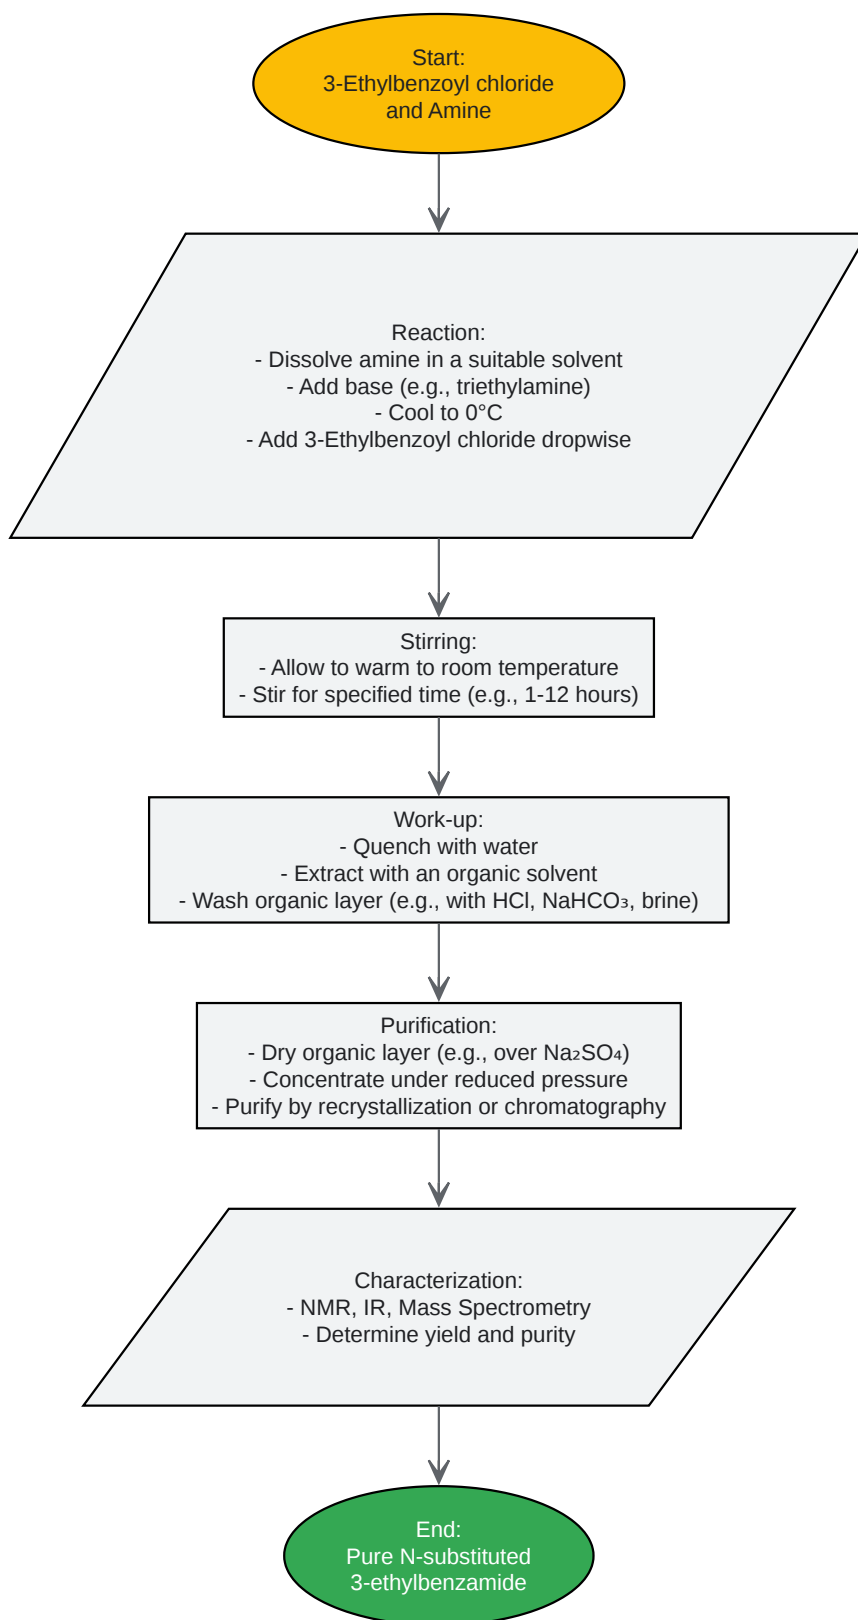 Start:
3-Ethylbenzoyl chloride
and Amine
Reaction:
- Dissolve amine in a suitable solvent
- Add base (e.g., triethylamine)
- Cool to 0°C
- Add 3-Ethylbenzoyl chloride dropwise
Stirring:
- Allow to warm to room temperature
- Stir for specified time (e.g., 1-12 hours)
Work-up:
- Quench with water
- Extract with an organic solvent
- Wash organic layer (e.g., with HCl, NaHCO₃, brine)
Purification:
- Dry organic layer (e.g., over Na₂SO₄)
- Concentrate under reduced pressure
- Purify by recrystallization or chromatography
Characterization:
- NMR, IR, Mass Spectrometry
- Determine yield and purity
End:
Pure N-substituted
3-ethylbenzamide